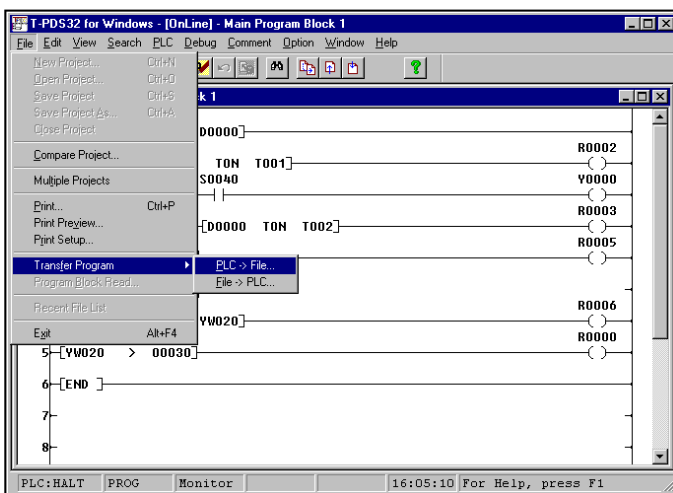 T-PDS32 for Windows - [OnLine] - Main Program Block 1
File Edit View Search PLC Debug Comment Option Window Help
New Project... Ctrl+N
Open Project... Ctrl+O
Save Project Ctrl+S
Save Project As... Ctrl+A
k 1
Close Project
D0000]
Compare Project...
R0002
TON T001]
Multiple Projects
S0040 Y0000
Print... Ctrl+P
R0003
Print Preview...
[D0000 TON T002]
Print Setup...
R0005
Transfer Program PLC -> File...
Program Block Read... File -> PLC...
Recent File List
R0006
YW020]
Exit Alt+F4
R0000
5 [YW020 > 00030]
6 [END ]
7
8
PLC:HALT PROG Monitor 16:05:10 For Help, press F1